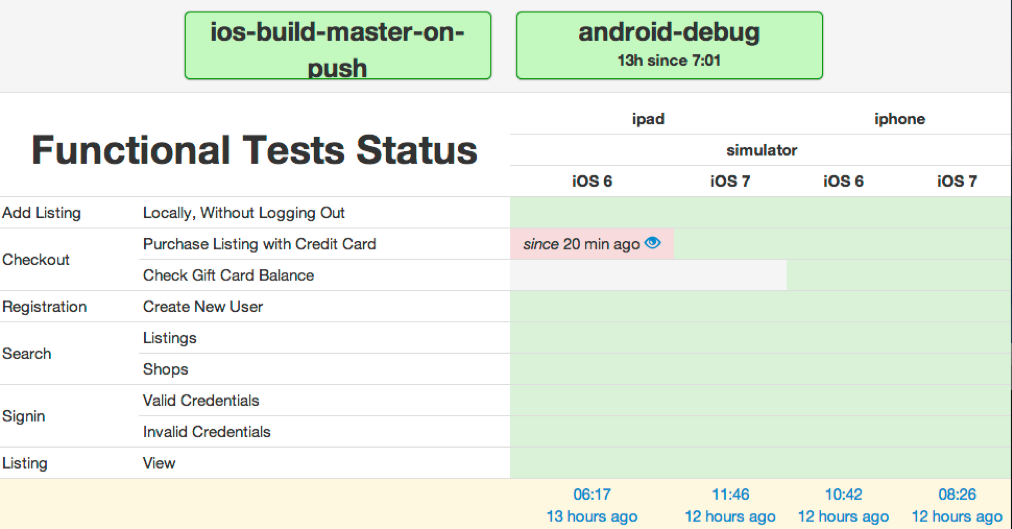 ios-build-master-on-
push
android-debug
13h since 7:01
Functional Tests Status
ipad iphone
simulator
iOS 6 iOS 7 iOS 6 iOS 7
Add Listing Locally, Without Logging Out
Checkout
Purchase Listing with Credit Card since 20 min ago
Check Gift Card Balance
Registration Create New User
Search
Listings
Shops
Signin
Valid Credentials
Invalid Credentials
Listing View
06:17 11:46 10:42 08:26
13 hours ago 12 hours ago 12 hours ago 12 hours ago